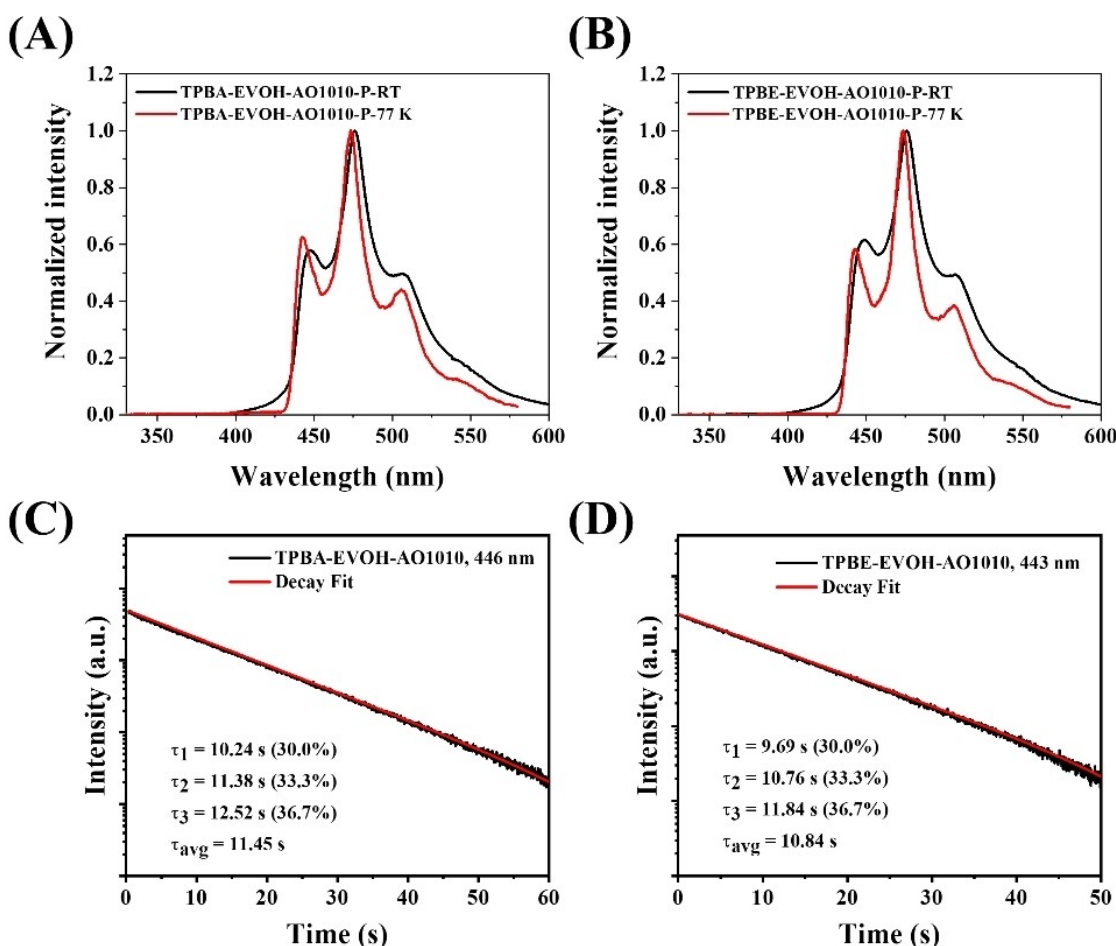 (A)
TPBA-EVOH-AO1010-P-RT
TPBA-EVOH-AO1010-P-77 K
Normalized intensity
1.2
1.0
0.8
0.6
0.4
0.2
0.0
350 400 450 500 550 600
Wavelength (nm)
(B)
TPBE-EVOH-AO1010-P-RT
TPBE-EVOH-AO1010-P-77 K
Normalized intensity
1.2
1.0
0.8
0.6
0.4
0.2
0.0
350 400 450 500 550 600
Wavelength (nm)
(C)
TPBA-EVOH-AO1010, 446 nm
Decay Fit
Intensity (a.u.)
τ1 = 10.24 s (30.0%)
τ2 = 11.38 s (33.3%)
τ3 = 12.52 s (36.7%)
τavg = 11.45 s
0 10 20 30 40 50 60
Time (s)
(D)
TPBE-EVOH-AO1010, 443 nm
Decay Fit
Intensity (a.u.)
τ1 = 9.69 s (30.0%)
τ2 = 10.76 s (33.3%)
τ3 = 11.84 s (36.7%)
τavg = 10.84 s
0 10 20 30 40 50
Time (s)